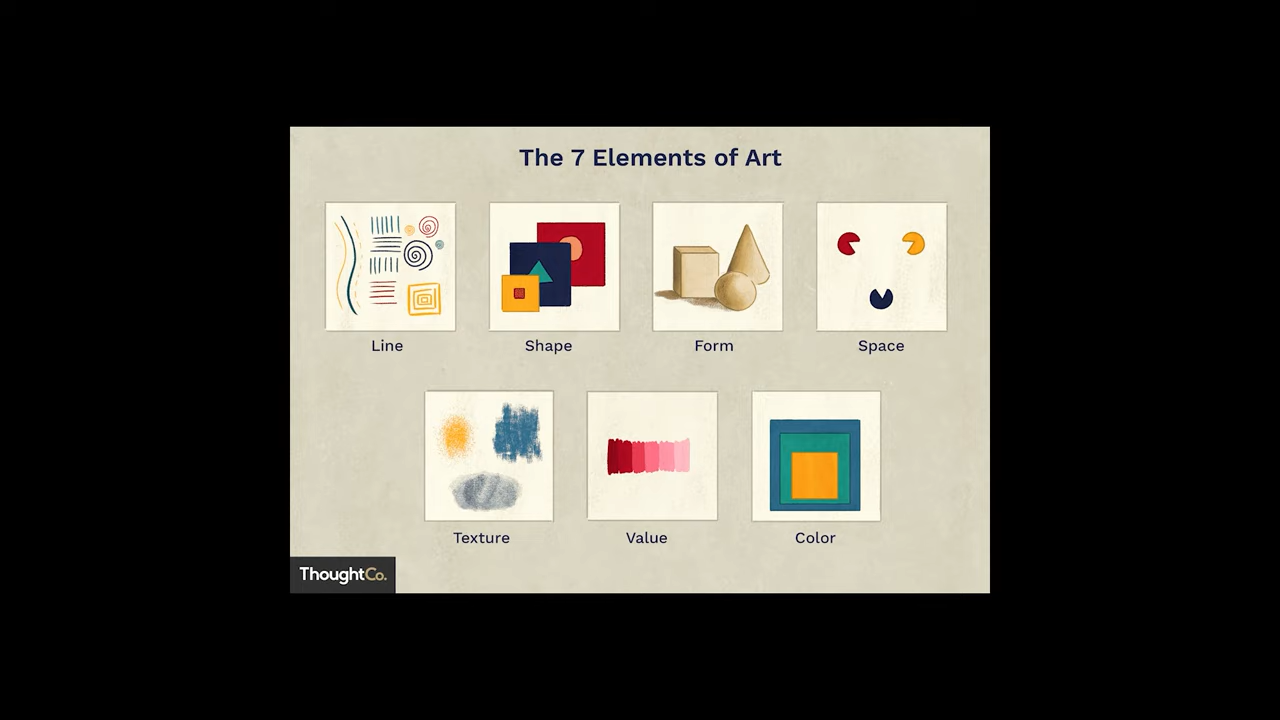 The 7 Elements of Art
Line
Shape
Form
Space
Texture
Value
Color
ThoughtCo.